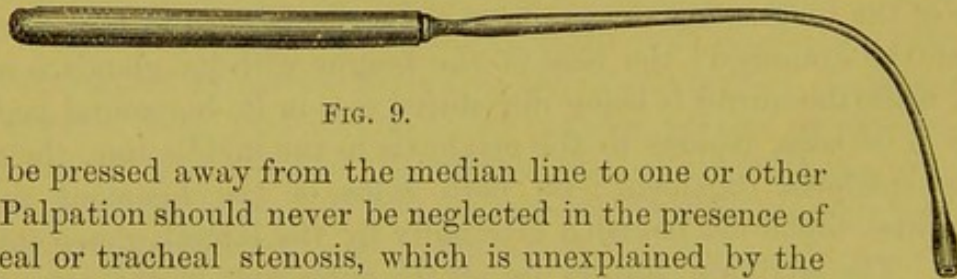 Fig. 9.
be pressed away from the median line to one or other
Palpation should never be neglected in the presence of
eal or tracheal stenosis, which is unexplained by the